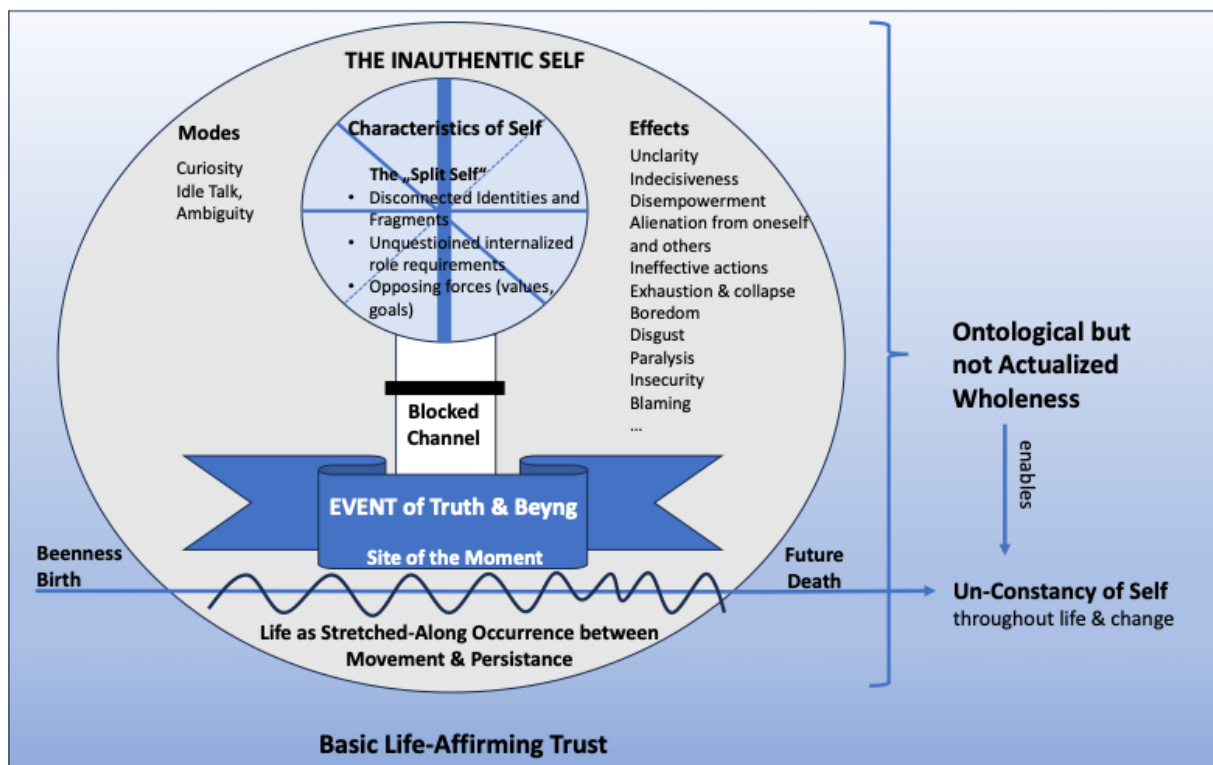 THE INAUTHENTIC SELF
Modes
Curiosity
Idle Talk,
Ambiguity
Characteristics of Self
The „Split Self“
• Disconnected Identities and
Fragments
• Unquestioined internalized
role requirements
• Opposing forces (values,
goals)
Effects
Unclarity
Indecisiveness
Disempowerment
Alienation from oneself
and others
Ineffective actions
Exhaustion & collapse
Boredom
Disgust
Paralysis
Insecurity
Blaming
...
Blocked
Channel
EVENT of Truth & Beyng
Site of the Moment
Beenness
Birth
Future
Death
Life as Stretched-Along Occurrence between
Movement & Persistance
Ontological but
not Actualized
Wholeness
enables
Un-Constancy of Self
throughout life & change
Basic Life-Affirming Trust